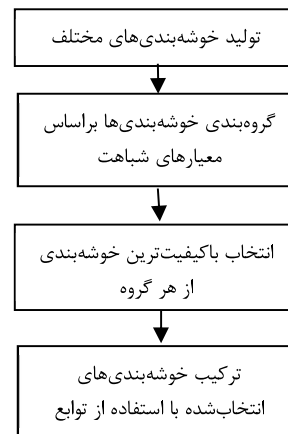 تولید خوشه‌بندی‌های مختلف
گروه‌بندی خوشه‌بندی‌ها براساس
معیارهای شباهت
انتخاب باکیفیت‌ترین خوشه‌بندی
از هر گروه
ترکیب خوشه‌بندی‌های
انتخاب‌شده با استفاده از توابع